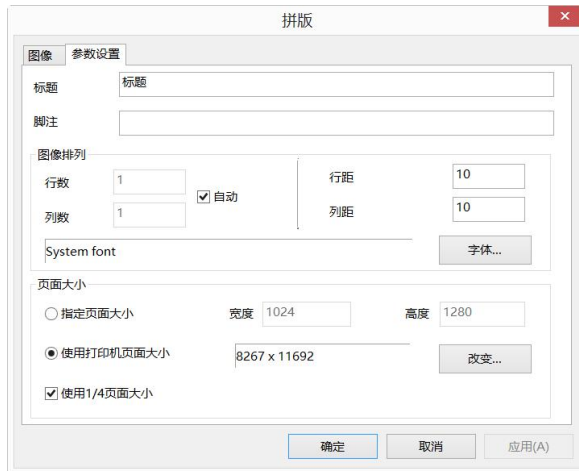 拼版
图像 参数设置
标题 标题
脚注
图像排列
行数 1 自动 行距 10
列数 1 列距 10
System font 字体...
页面大小
指定页面大小 宽度 1024 高度 1280
使用打印机页面大小 8267 x 11692 改变...
使用1/4页面大小
确定 取消 应用(A)